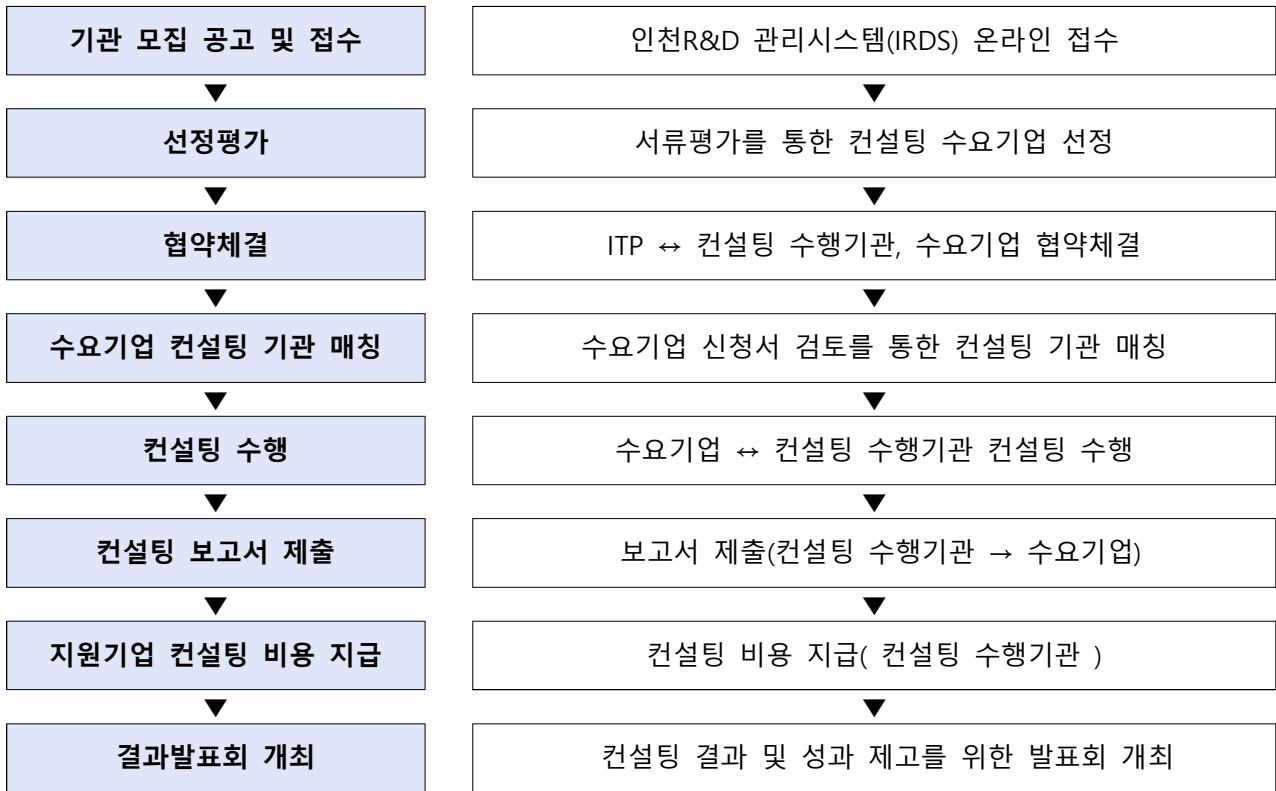 기관 모집 공고 및 접수
인천R&D 관리시스템(IRDS) 온라인 접수
▼ ▼
선정평가
서류평가를 통한 컨설팅 수요기업 선정
▼ ▼
협약체결
ITP ↔ 컨설팅 수행기관, 수요기업 협약체결
▼ ▼
수요기업 컨설팅 기관 매칭
수요기업 신청서 검토를 통한 컨설팅 기관 매칭
▼ ▼
컨설팅 수행
수요기업 ↔ 컨설팅 수행기관 컨설팅 수행
▼ ▼
컨설팅 보고서 제출
보고서 제출(컨설팅 수행기관 → 수요기업)
▼ ▼
지원기업 컨설팅 비용 지급
컨설팅 비용 지급( 컨설팅 수행기관 )
▼ ▼
결과발표회 개최
컨설팅 결과 및 성과 제고를 위한 발표회 개최